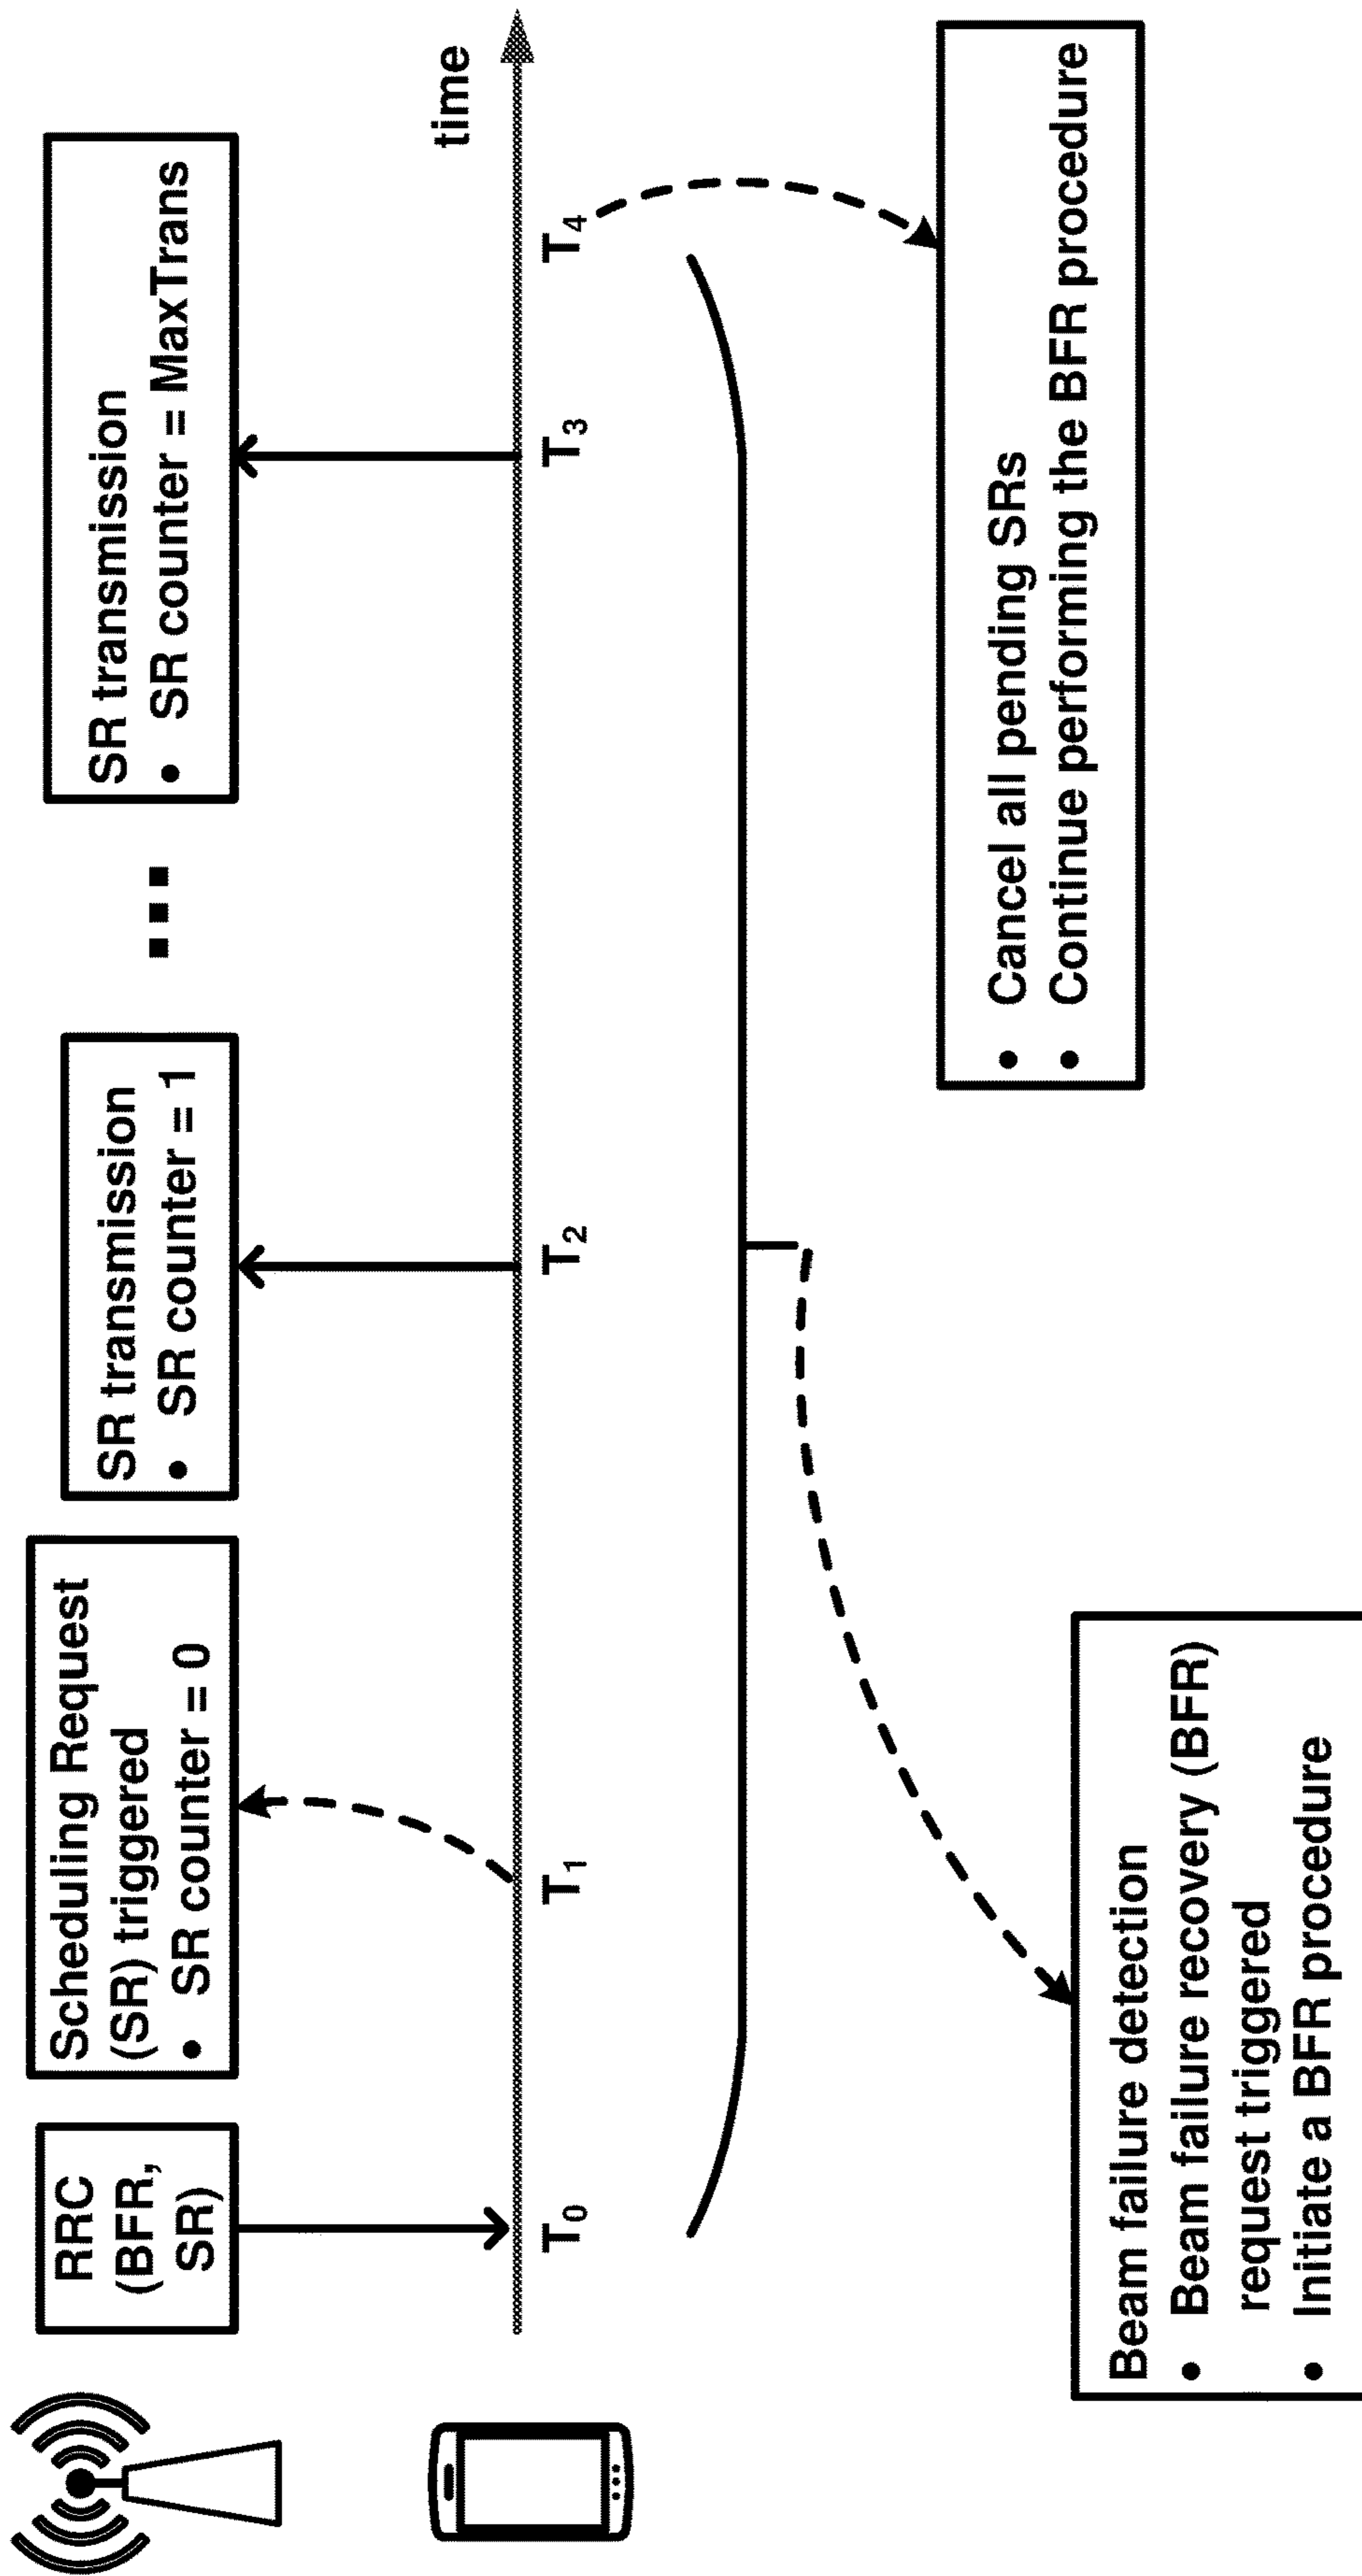 RRC
(BFR,
SR)
Scheduling Request
(SR) triggered
• SR counter = 0
SR transmission
• SR counter = 1
...
SR transmission
• SR counter = MaxTrans
time
T0
T1
T2
T3
T4
Beam failure detection
• Beam failure recovery (BFR)
request triggered
• Initiate a BFR procedure
• Cancel all pending SRs
• Continue performing the BFR procedure